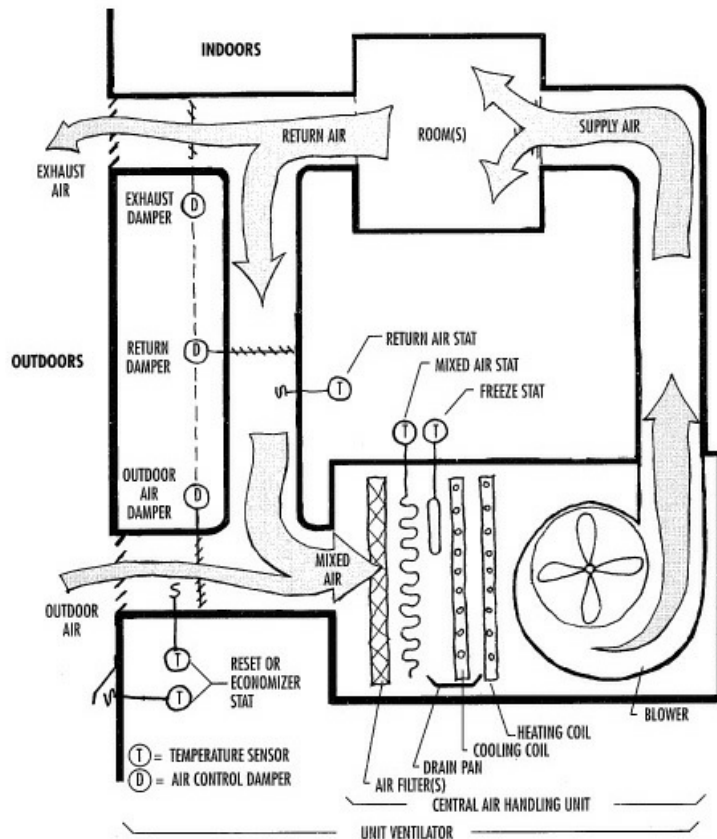 INDOORS
RETURN AIR
ROOM(S)
SUPPLY AIR
EXHAUST
AIR
EXHAUST
DAMPER
D
OUTDOORS
RETURN
DAMPER
D
RETURN AIR STAT
T
MIXED AIR STAT
T
FREEZE STAT
T
OUTDOOR
AIR
DAMPER
D
MIXED
AIR
OUTDOOR
AIR
T
T
RESET OR
ECONOMIZER
STAT
BLOWER
HEATING COIL
COOLING COIL
DRAIN PAN
AIR FILTER(S)
T = TEMPERATURE SENSOR
D = AIR CONTROL DAMPER
CENTRAL AIR HANDLING UNIT
UNIT VENTILATOR